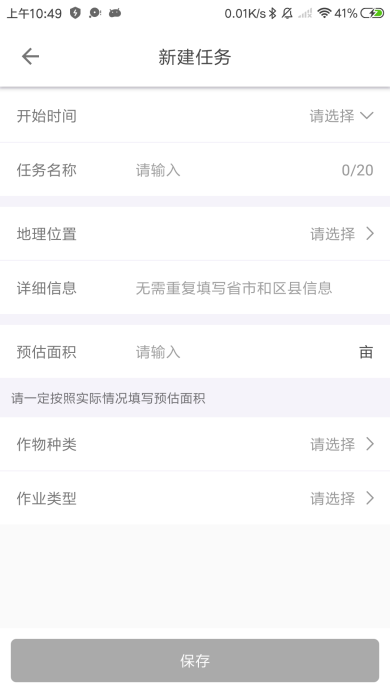 上午10:49 0.01K/s 41%
新建任务
开始时间 请选择
任务名称 请输入 0/20
地理位置 请选择
详细信息 无需重复填写省市和区县信息
预估面积 请输入 亩
请一定按照实际情况填写预估面积
作物种类 请选择
作业类型 请选择
保存